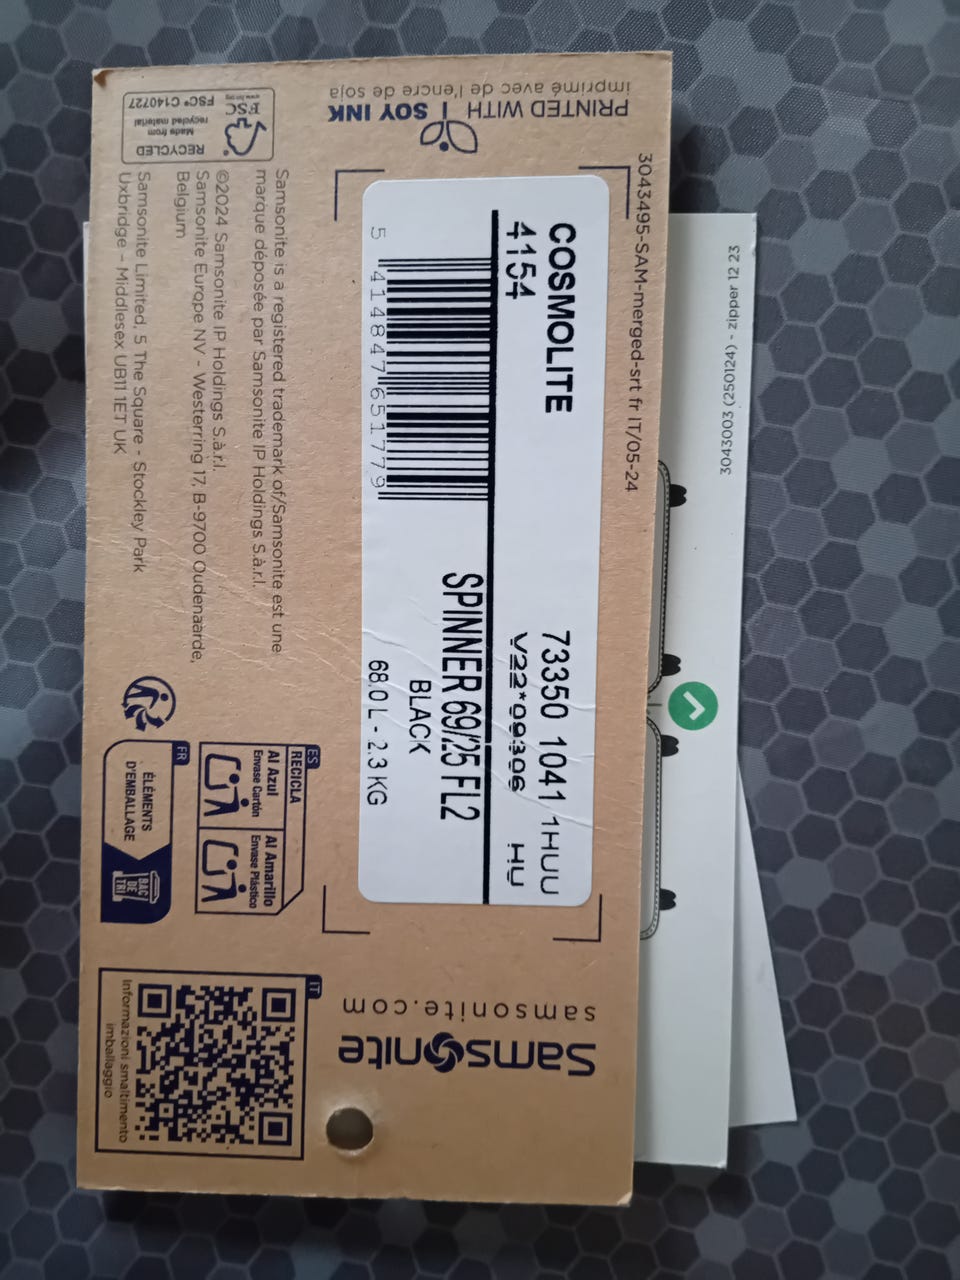 PRINTED WITH SOY INK
imprimé avec de l'encre de soja
RECYCLED
Made from
recycled material
FSC
FSC® C140727
3043495-SAM-merged-srt fr IT/05-24
COSMOLITE
4154
73350 1041 1HUU
V22*09396 HU
5 414847 651779
SPINNER 69/25 FL2
BLACK
68.0 L - 2.3 KG
Samsonite is a registered trademark of/Samsonite est une
marque déposée par Samsonite IP Holdings S.à.r.l.
©2024 Samsonite IP Holdings S.à.r.l.
Samsonite Europe NV - Westerring 17, B-9700 Oudenaarde,
Belgium
Samsonite Limited, 5 The Square - Stockley Park
Uxbridge – Middlesex UB11 1ET UK
ES
RECICLA
Al Azul
Envase Cartón
Al Amarillo
Envase Plástico
FR
ÉLÉMENTS
D'EMBALLAGE
BAC
DE
TRI
IT
Informazioni smaltimento
imballaggio
samsonite.com
Samsonite
3043003 (250124) - zipper 12 23